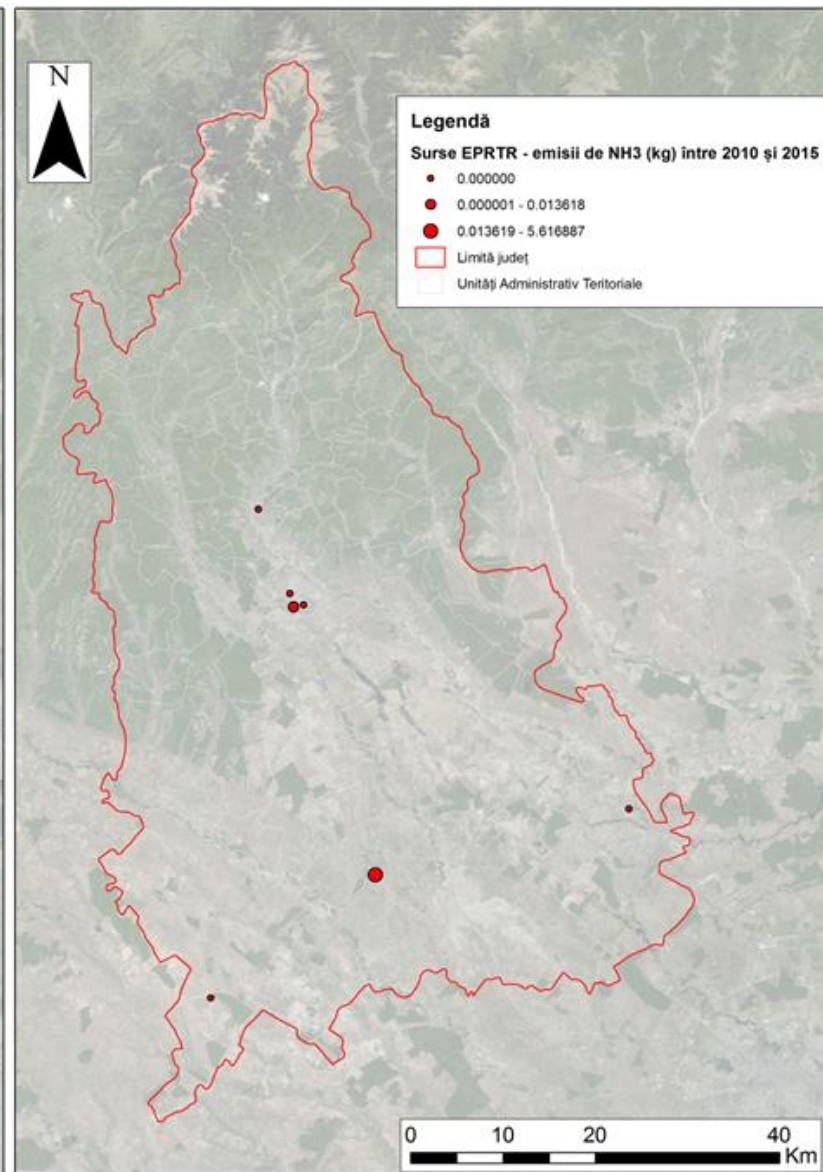 N
Legendă
Surse EPRTR - emisii de NH3 (kg) între 2010 și 2015
0.000000
0.000001 - 0.013618
0.013619 - 5.616887
Limită județ
Unități Administrativ Teritoriale
0 10 20 40
Km